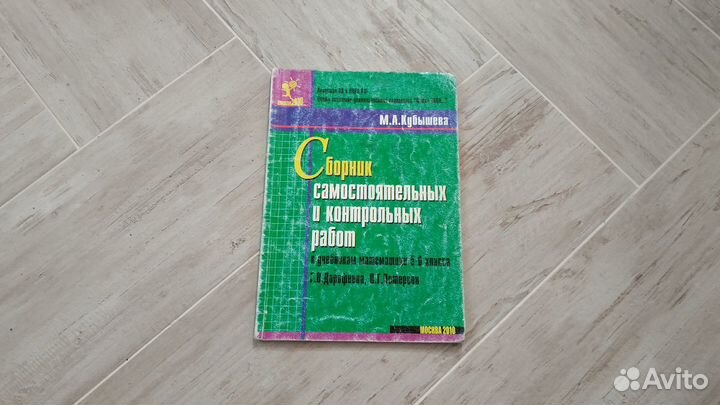 М.А.Кубышева
Сборник
самостоятельных
и контрольных
работ
к учебникам математики 5-6 класса
Г.В.Дорофеева, Л.Г.Петерсон
МОСКВА 2010
Avito